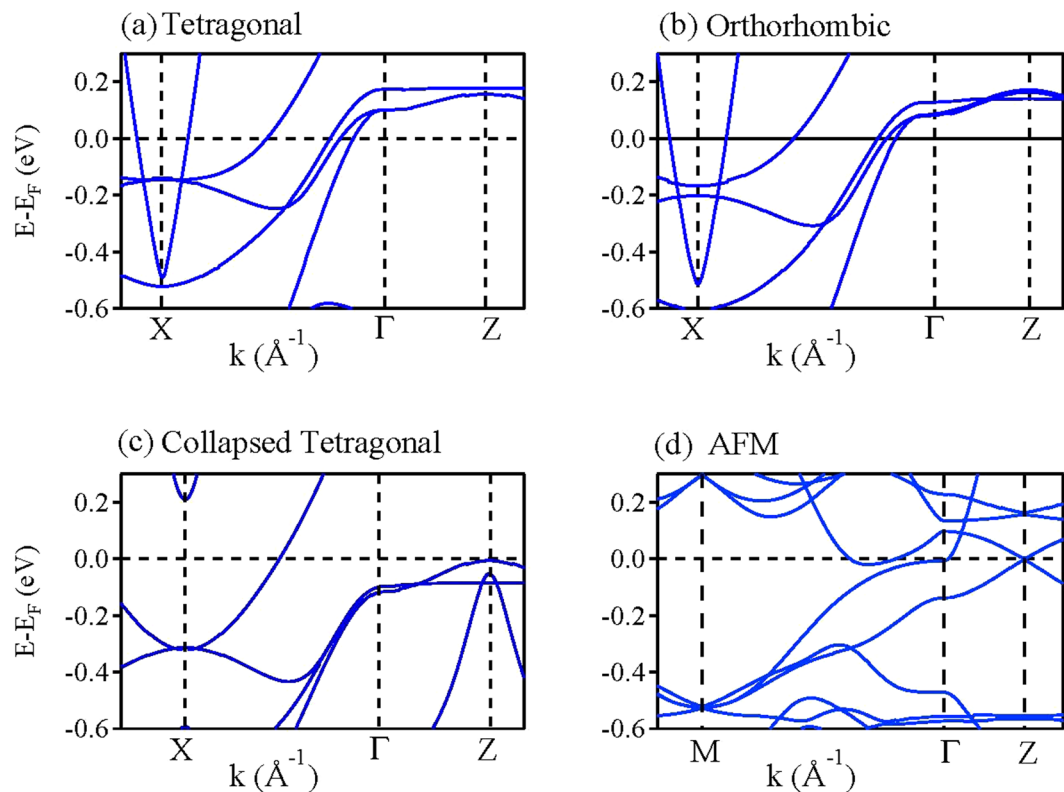 (a) Tetragonal
(b) Orthorhombic
E-E_F (eV)
0.2
0.0
-0.2
-0.4
-0.6
X
Γ
Z
k (Å⁻¹)
0.2
0.0
-0.2
-0.4
-0.6
X
Γ
Z
k (Å⁻¹)
(c) Collapsed Tetragonal
(d) AFM
E-E_F (eV)
0.2
0.0
-0.2
-0.4
-0.6
X
Γ
Z
k (Å⁻¹)
0.2
0.0
-0.2
-0.4
-0.6
M
Γ
Z
k (Å⁻¹)